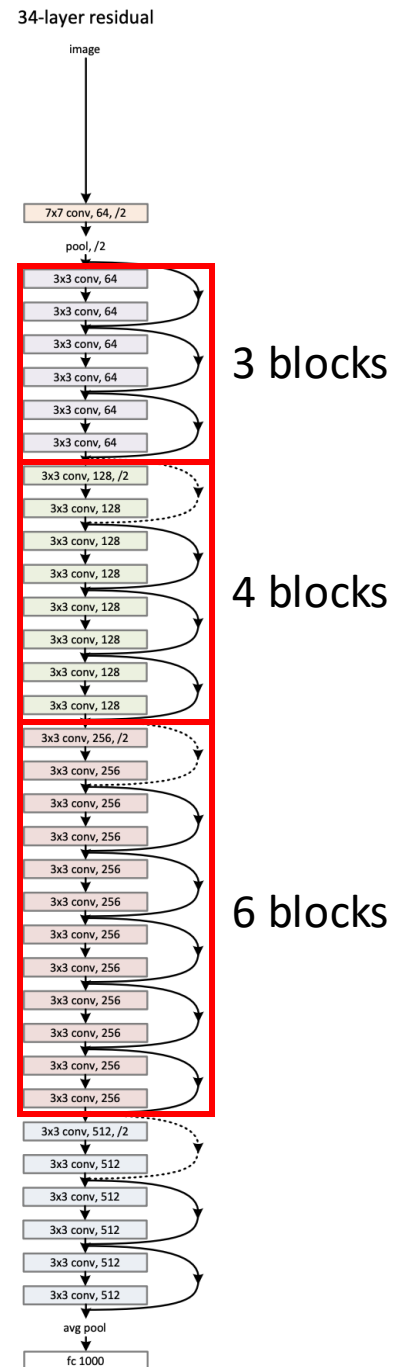 34-layer residual
image
7x7 conv, 64, /2
pool, /2
3x3 conv, 64
3x3 conv, 64
3x3 conv, 64
3x3 conv, 64
3x3 conv, 64
3x3 conv, 64
3 blocks
3x3 conv, 128, /2
3x3 conv, 128
3x3 conv, 128
3x3 conv, 128
3x3 conv, 128
3x3 conv, 128
3x3 conv, 128
3x3 conv, 128
4 blocks
3x3 conv, 256, /2
3x3 conv, 256
3x3 conv, 256
3x3 conv, 256
3x3 conv, 256
3x3 conv, 256
3x3 conv, 256
3x3 conv, 256
3x3 conv, 256
3x3 conv, 256
3x3 conv, 256
3x3 conv, 256
6 blocks
3x3 conv, 512, /2
3x3 conv, 512
3x3 conv, 512
3x3 conv, 512
3x3 conv, 512
3x3 conv, 512
avg pool
fc 1000